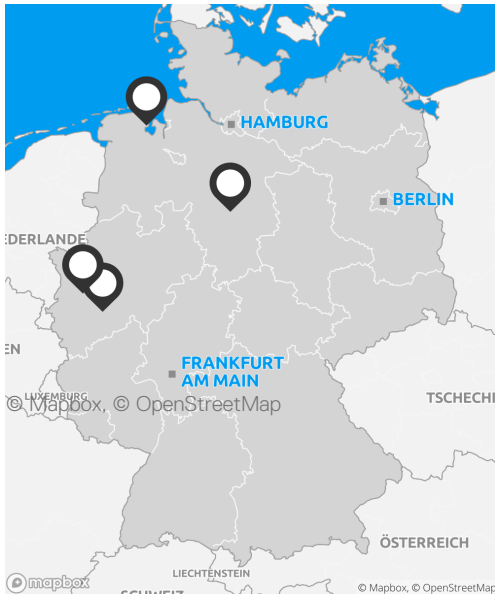 HAMBURG
BERLIN
EDERLANDE
EN
FRANKFURT
AM MAIN
LUXEMBURG
© Mapbox, © OpenStreetMap
TSCHECHI
ÖSTERREICH
LIECHTENSTEIN
mapbox
© Mapbox, © OpenStreetMap
SCHWEIZ